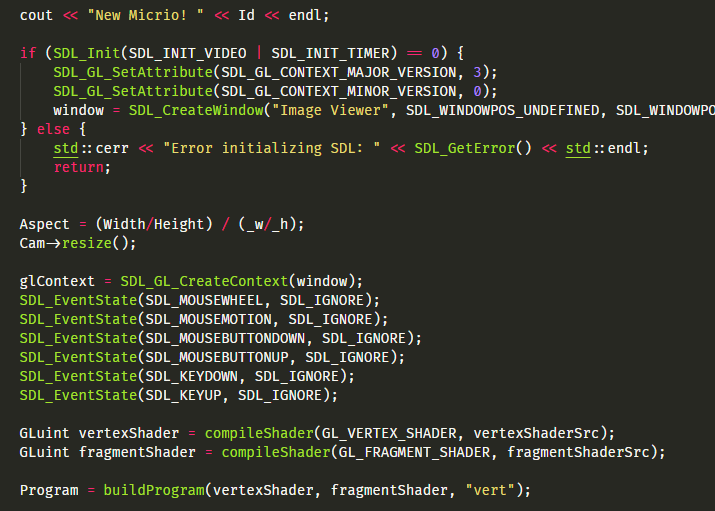 cout << "New Micrio! " << Id << endl;
if (SDL_Init(SDL_INIT_VIDEO | SDL_INIT_TIMER) == 0) {
SDL_GL_SetAttribute(SDL_GL_CONTEXT_MAJOR_VERSION, 3);
SDL_GL_SetAttribute(SDL_GL_CONTEXT_MINOR_VERSION, 0);
window = SDL_CreateWindow("Image Viewer", SDL_WINDOWPOS_UNDEFINED, SDL_WINDOWPO
} else {
std::cerr << "Error initializing SDL: " << SDL_GetError() << std::endl;
return;
}
Aspect = (Width/Height) / (_w/_h);
Cam->resize();
glContext = SDL_GL_CreateContext(window);
SDL_EventState(SDL_MOUSEWHEEL, SDL_IGNORE);
SDL_EventState(SDL_MOUSEMOTION, SDL_IGNORE);
SDL_EventState(SDL_MOUSEBUTTONDOWN, SDL_IGNORE);
SDL_EventState(SDL_MOUSEBUTTONUP, SDL_IGNORE);
SDL_EventState(SDL_KEYDOWN, SDL_IGNORE);
SDL_EventState(SDL_KEYUP, SDL_IGNORE);
GLuint vertexShader = compileShader(GL_VERTEX_SHADER, vertexShaderSrc);
GLuint fragmentShader = compileShader(GL_FRAGMENT_SHADER, fragmentShaderSrc);
Program = buildProgram(vertexShader, fragmentShader, "vert");